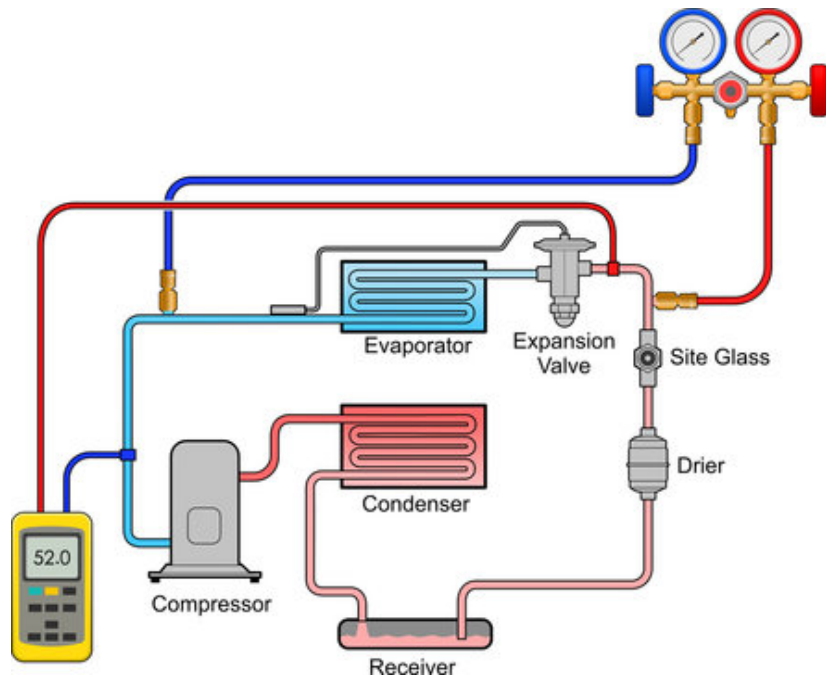 Evaporator
Expansion
Valve
Site Glass
Drier
Condenser
52.0
Compressor
Receiver